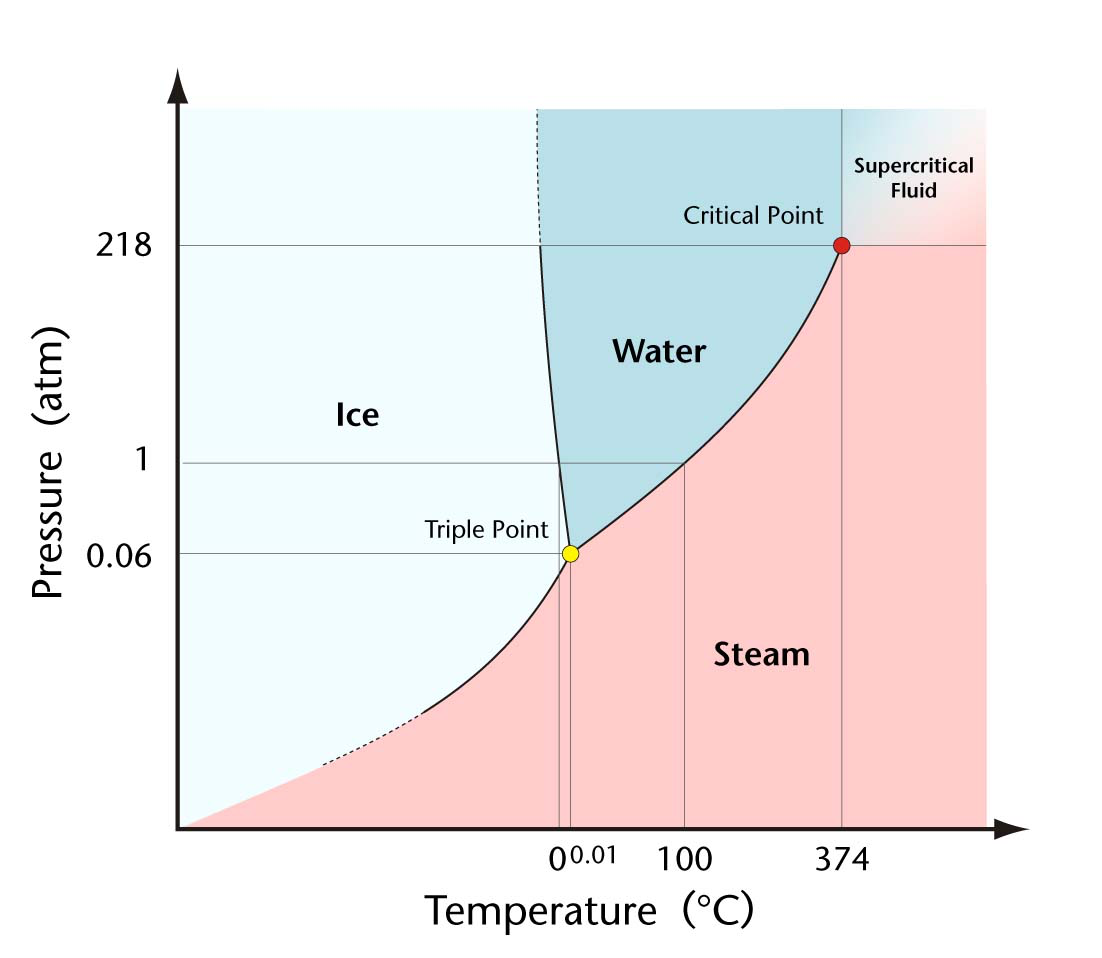 Supercritical
Fluid
Critical Point
218
Water
Ice
1
Triple Point
0.06
Steam
0
0.01
100
374
Temperature (°C)
Pressure (atm)